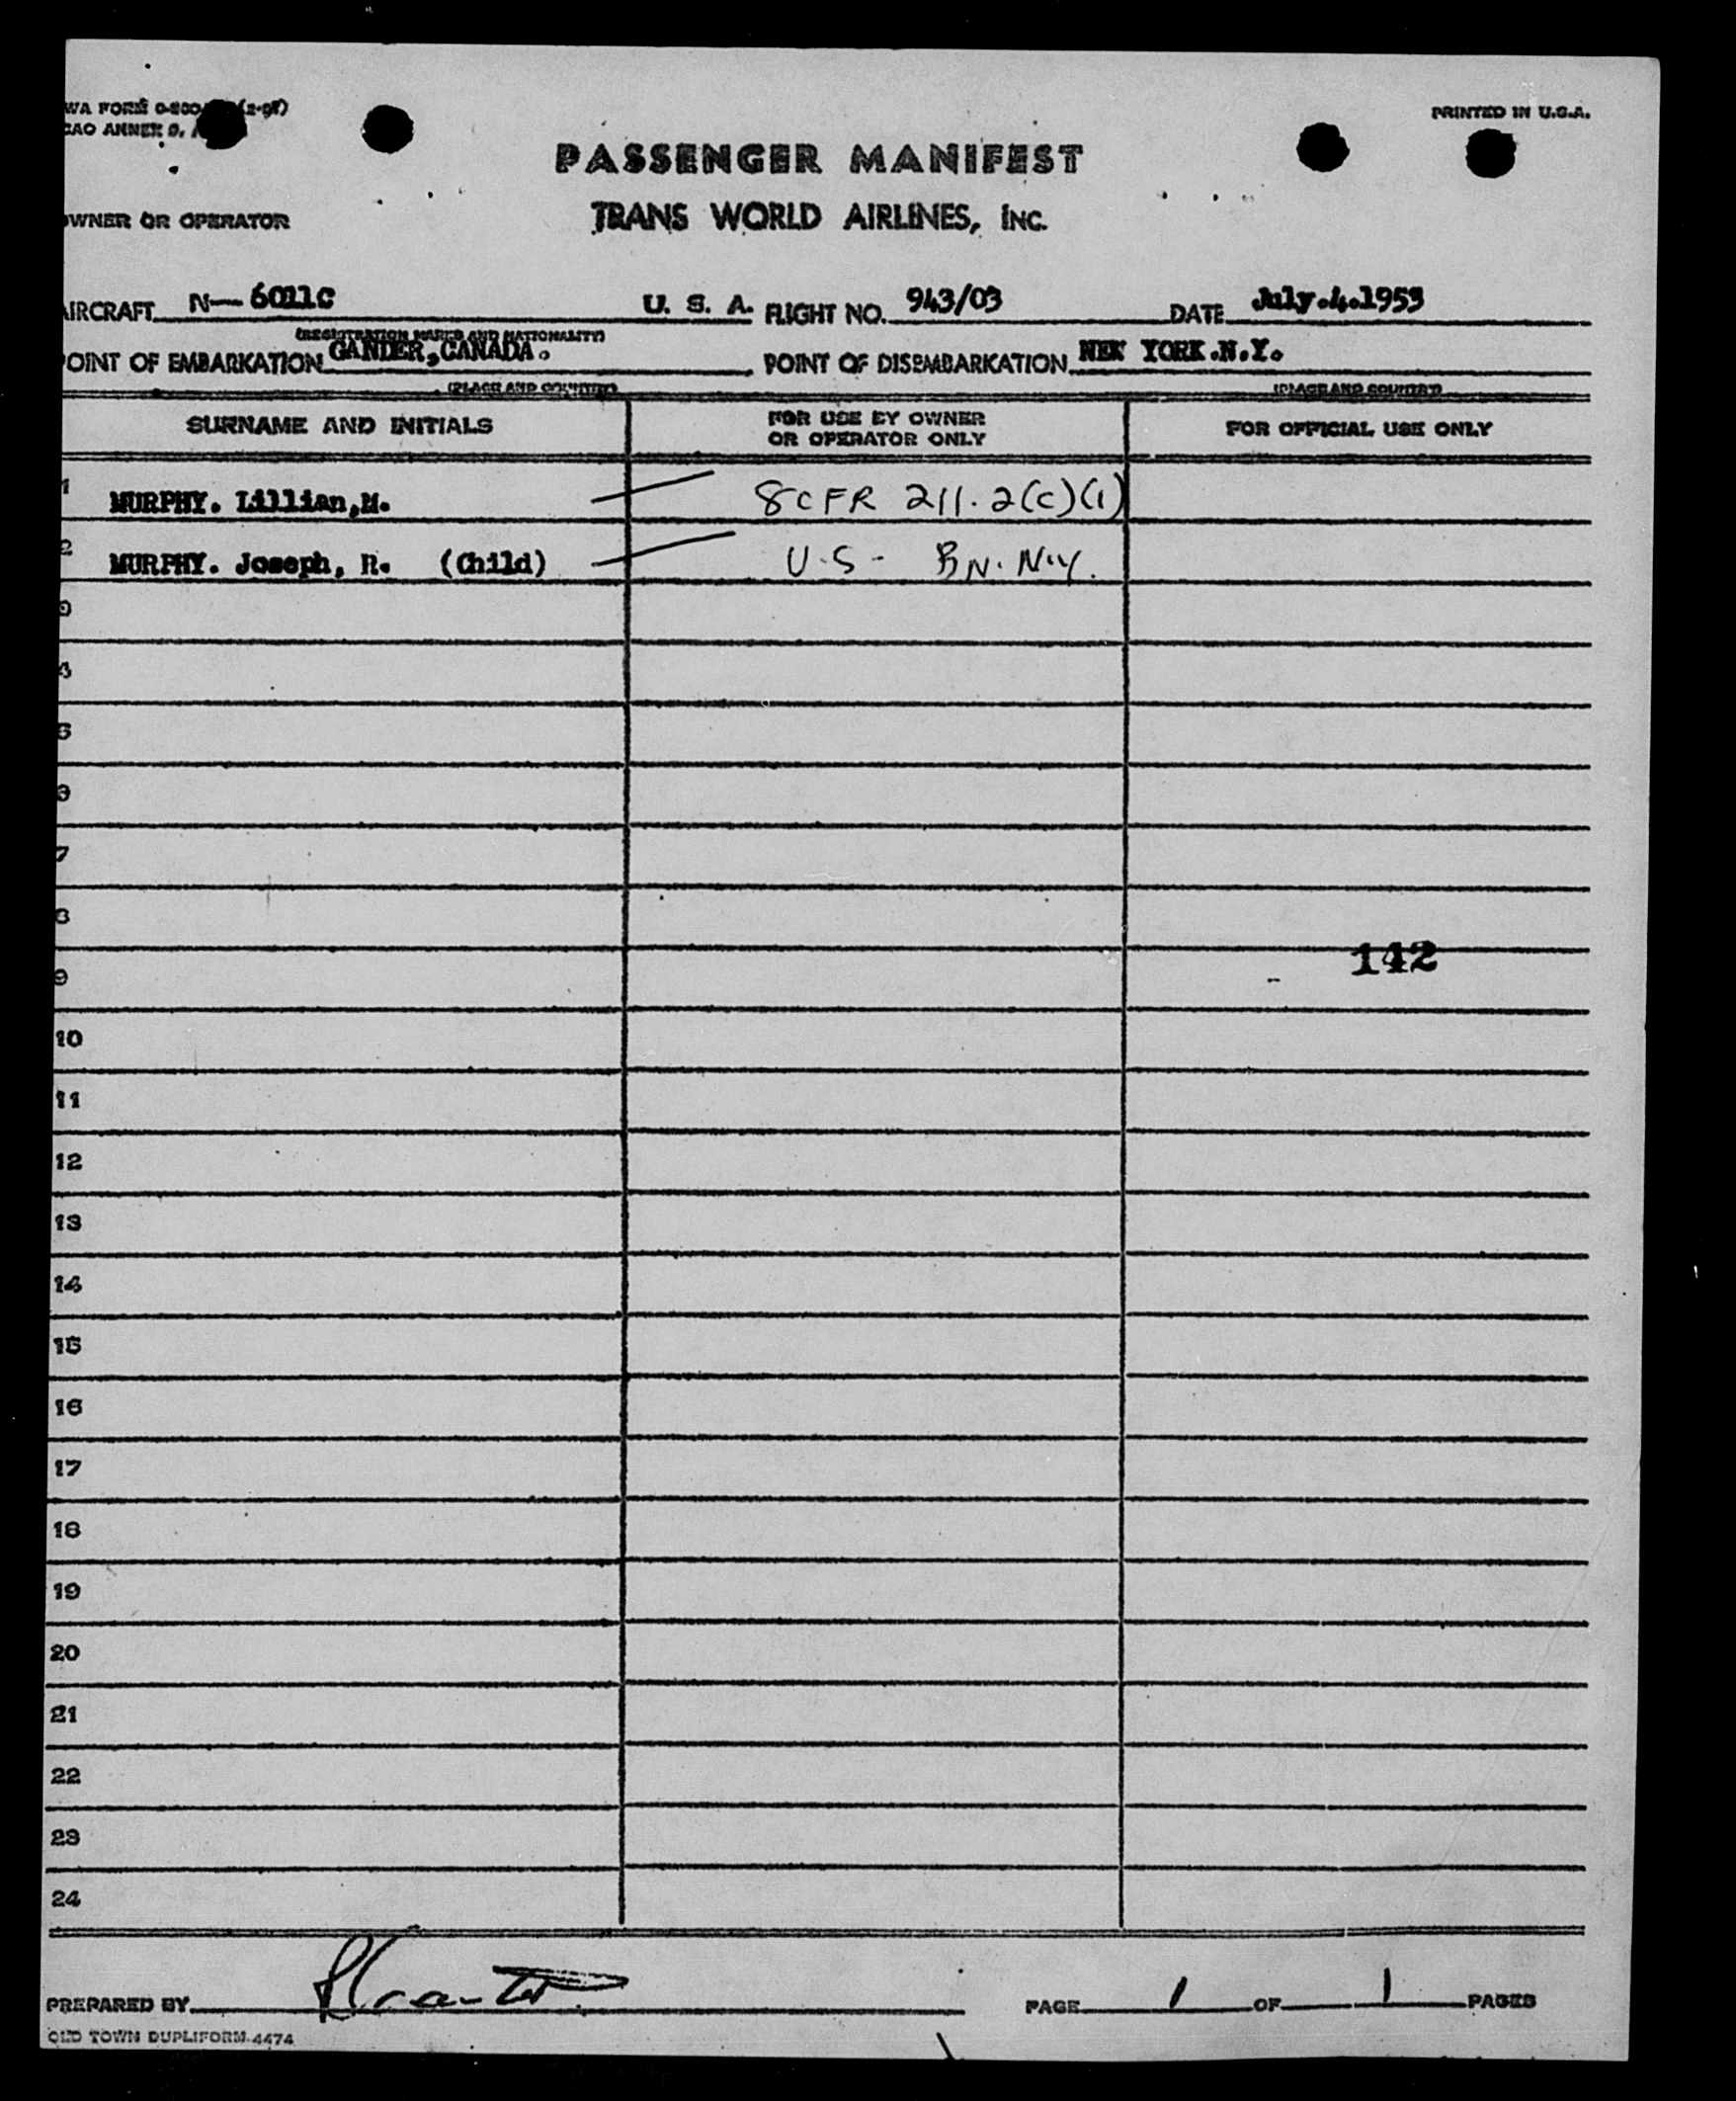 WA FORM
CAO ANNEX 9,
PRINTED IN U.S.A.
PASSENGER MANIFEST
OWNER OR OPERATOR
TRANS WORLD AIRLINES, INC.
AIRCRAFT N— 6011C U. S. A. FLIGHT NO. 943/03 DATE July.4.1953
(REGISTRATION MARKS AND NATIONALITY)
POINT OF EMBARKATION GANDER, CANADA. POINT OF DISEMBARKATION NEW YORK.N.Y.
(PLACE AND COUNTRY) (PLACE AND COUNTRY)
SURNAME AND INITIALS FOR USE BY OWNER OR OPERATOR ONLY FOR OFFICIAL USE ONLY
1 MURPHY. Lillian,M. 8 CFR 211.2(c)(1)
2 MURPHY. Joseph, R. (Child) U.S- BN. N.Y.
3
4
5
6
7
8
142
9
10
11
12
13
14
15
16
17
18
19
20
21
22
23
24
PREPARED BY PAGE 1 OF 1 PAGES
OLD TOWN DUPLIFORM 4474